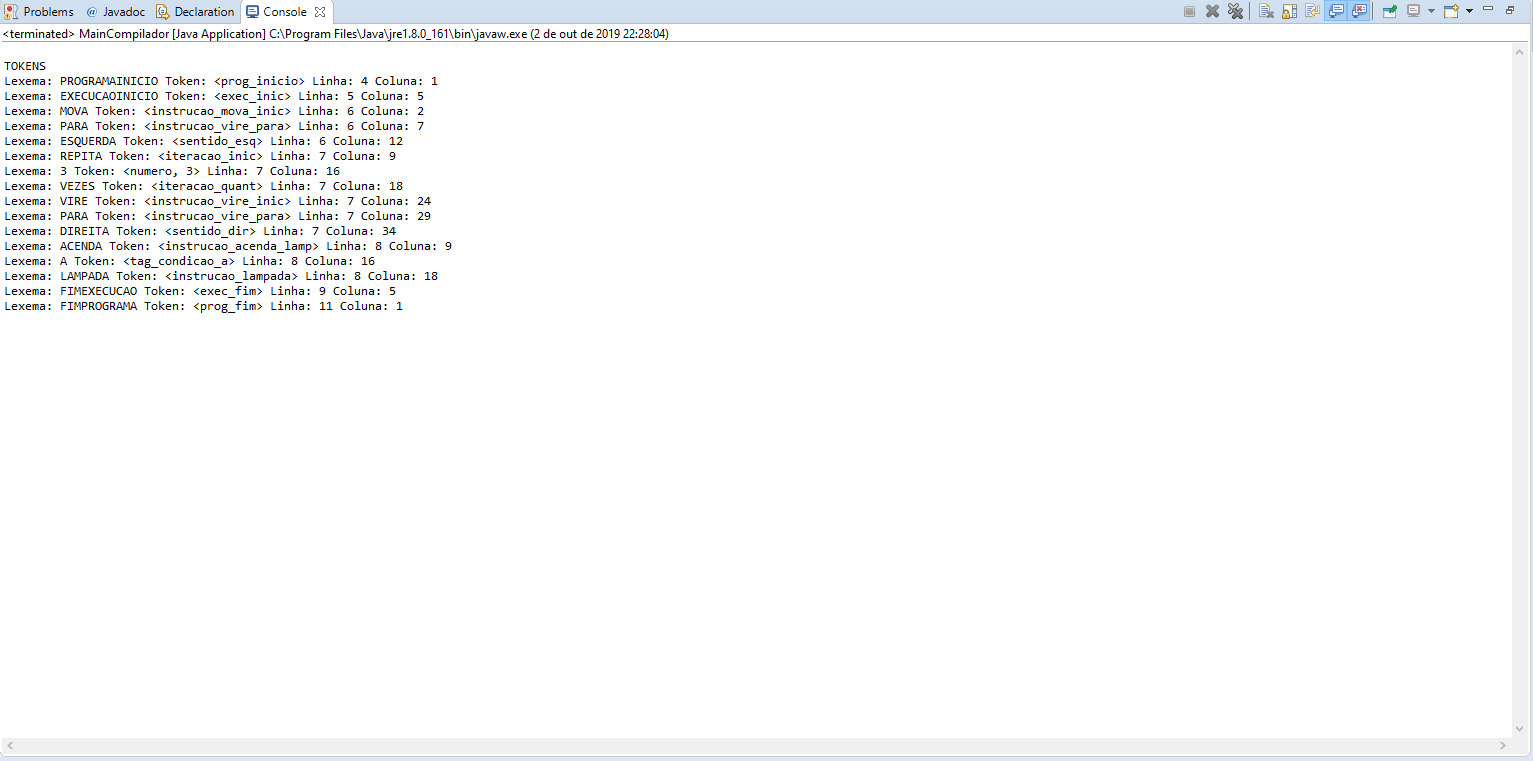 Problems @ Javadoc Declaration Console
<terminated> MainCompilador [Java Application] C:\Program Files\Java\jre1.8.0_161\bin\javaw.exe (2 de out de 2019 22:28:04)
TOKENS
Lexema: PROGRAMAINICIO Token: <prog_inicio> Linha: 4 Coluna: 1
Lexema: EXECUCAOINICIO Token: <exec_inic> Linha: 5 Coluna: 5
Lexema: MOVA Token: <instrucao_mova_inic> Linha: 6 Coluna: 2
Lexema: PARA Token: <instrucao_vire_para> Linha: 6 Coluna: 7
Lexema: ESQUERDA Token: <sentido_esq> Linha: 6 Coluna: 12
Lexema: REPITA Token: <iteracao_inic> Linha: 7 Coluna: 9
Lexema: 3 Token: <numero, 3> Linha: 7 Coluna: 16
Lexema: VEZES Token: <iteracao_quant> Linha: 7 Coluna: 18
Lexema: VIRE Token: <instrucao_vire_inic> Linha: 7 Coluna: 24
Lexema: PARA Token: <instrucao_vire_para> Linha: 7 Coluna: 29
Lexema: DIREITA Token: <sentido_dir> Linha: 7 Coluna: 34
Lexema: ACENDA Token: <instrucao_acenda_lamp> Linha: 8 Coluna: 9
Lexema: A Token: <tag_condicao_a> Linha: 8 Coluna: 16
Lexema: LAMPADA Token: <instrucao_lampada> Linha: 8 Coluna: 18
Lexema: FIMEXECUCAO Token: <exec_fim> Linha: 9 Coluna: 5
Lexema: FIMPROGRAMA Token: <prog_fim> Linha: 11 Coluna: 1